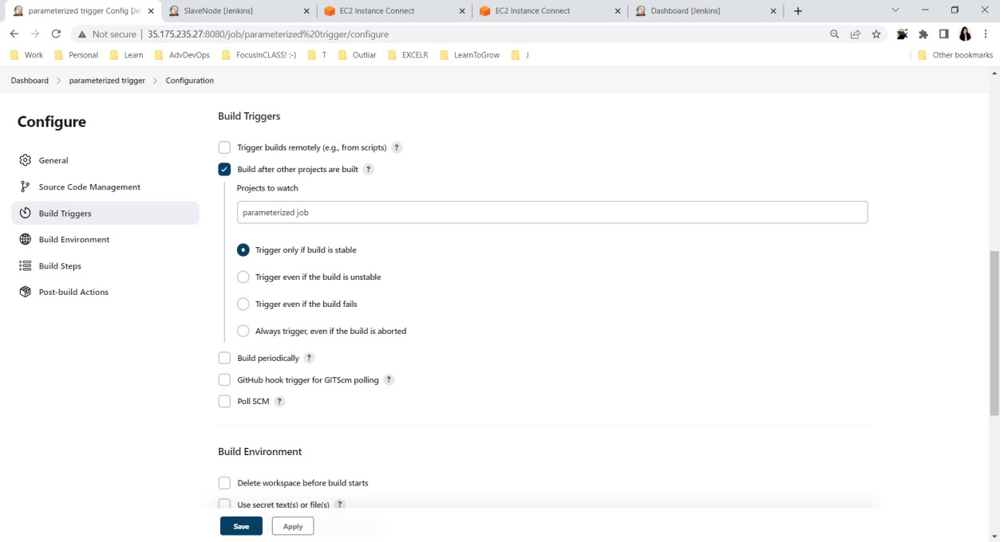 parameterized trigger Config [Je
SlaveNode [Jenkins]
EC2 Instance Connect
EC2 Instance Connect
Dashboard [Jenkins]
Not secure | 35.175.235.27:8080/job/parameterized%20trigger/configure
Work
Personal
Learn
AdvDevOps
FocusInCLASS! :-)
T
Outliar
EXCELR
LearnToGrow
J
Other bookmarks
Dashboard > parameterized trigger > Configuration
Configure
General
Source Code Management
Build Triggers
Build Environment
Build Steps
Post-build Actions
Build Triggers
Trigger builds remotely (e.g., from scripts) ?
Build after other projects are built ?
Projects to watch
parameterized job
Trigger only if build is stable
Trigger even if the build is unstable
Trigger even if the build fails
Always trigger, even if the build is aborted
Build periodically ?
GitHub hook trigger for GITScm polling ?
Poll SCM ?
Build Environment
Delete workspace before build starts
Use secret text(s) or file(s) ?
Save
Apply